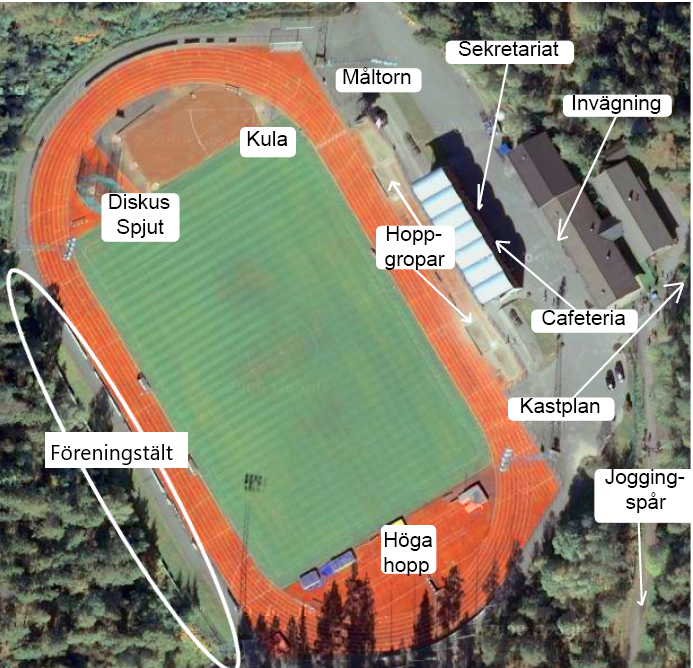 Sekretariat
Måltorn
Invägning
Kula
Diskus
Spjut
Hopp-
gropar
Cafeteria
Kastplan
Föreningstält
Jogging-
spår
Höga
hopp